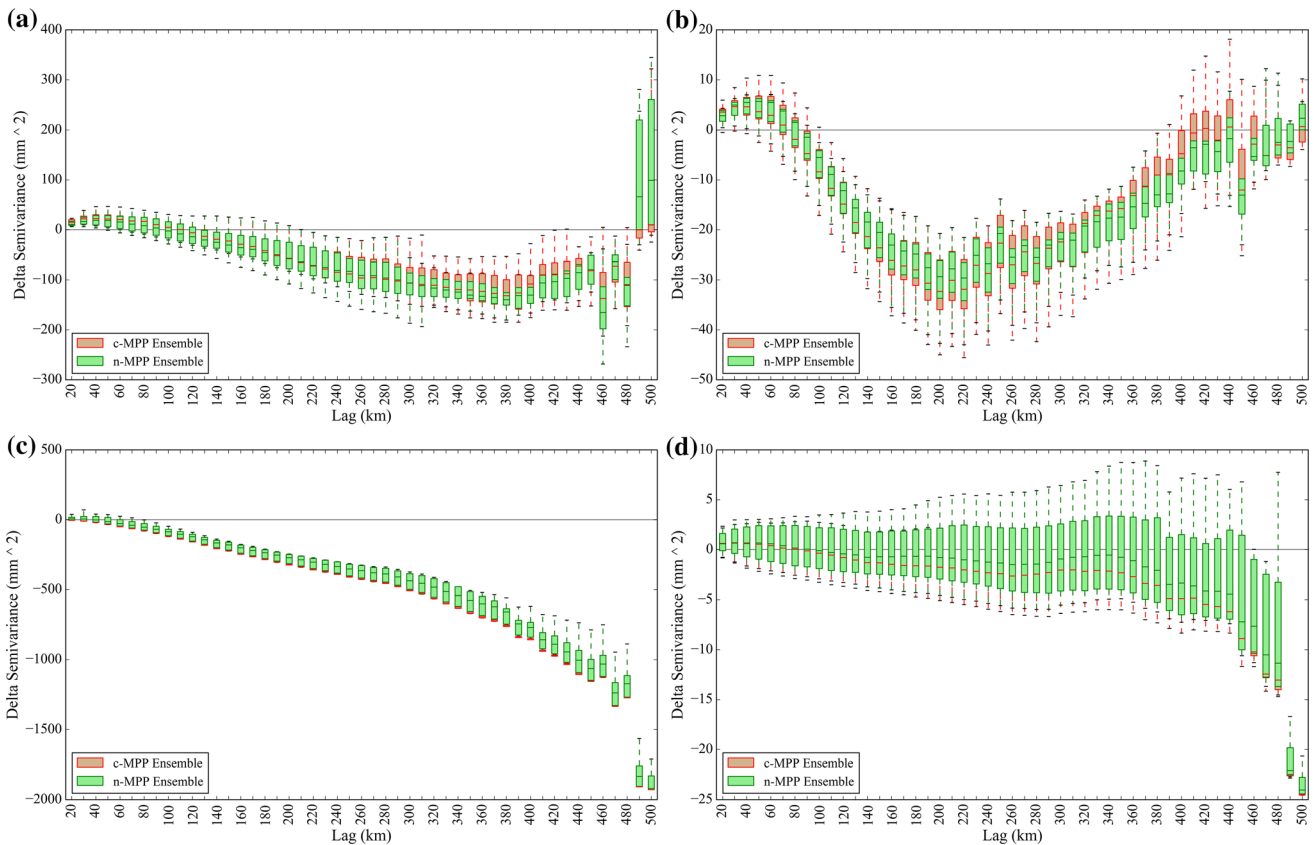 (a)
400
300
200
100
0
−100
−200
−300
Delta Semivariance (mm ^ 2)
c-MPP Ensemble
n-MPP Ensemble
20 40 60 80 100 120 140 160 180 200 220 240 260 280 300 320 340 360 380 400 420 440 460 480 500
Lag (km)
(b)
20
10
0
−10
−20
−30
−40
−50
Delta Semivariance (mm ^ 2)
c-MPP Ensemble
n-MPP Ensemble
20 40 60 80 100 120 140 160 180 200 220 240 260 280 300 320 340 360 380 400 420 440 460 480 500
Lag (km)
(c)
500
0
−500
−1000
−1500
−2000
Delta Semivariance (mm ^ 2)
c-MPP Ensemble
n-MPP Ensemble
20 40 60 80 100 120 140 160 180 200 220 240 260 280 300 320 340 360 380 400 420 440 460 480 500
Lag (km)
(d)
10
5
0
−5
−10
−15
−20
−25
Delta Semivariance (mm ^ 2)
c-MPP Ensemble
n-MPP Ensemble
20 40 60 80 100 120 140 160 180 200 220 240 260 280 300 320 340 360 380 400 420 440 460 480 500
Lag (km)